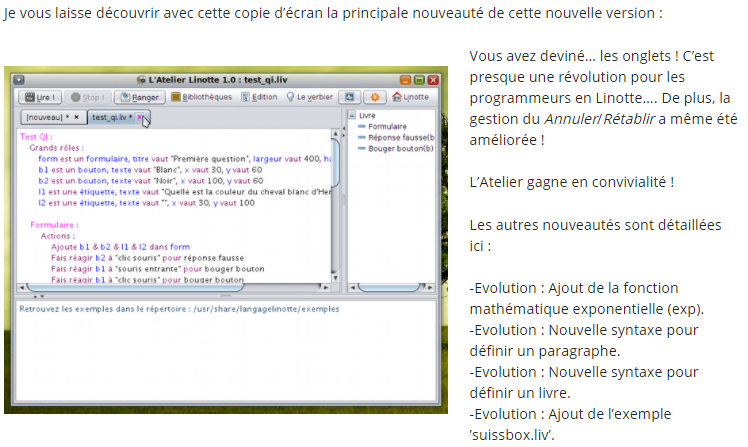 Je vous laisse découvrir avec cette copie d’écran la principale nouveauté de cette nouvelle version :
L'Atelier Linotte 1.0 : test_qi.liv
Lire ! Stop ! Ranger Bibliothèques Edition Le verbier Linotte
[nouveau] * test_qi.liv *
Test QI :
Grands rôles :
form est un formulaire, titre vaut "Première question", largeur vaut 400, ha
b1 est un bouton, texte vaut "Blanc", x vaut 30, y vaut 60
b2 est un bouton, texte vaut "Noir", x vaut 100, y vaut 60
l1 est une étiquette, texte vaut "Quelle est la couleur du cheval blanc d'Her
l2 est une étiquette, texte vaut "", x vaut 30, y vaut 100
Formulaire :
Actions :
Ajoute b1 & b2 & l1 & l2 dans form
Fais réagir b2 à "clic souris" pour réponse fausse
Fais réagir b1 à "souris entrante" pour bouger bouton
Fais réagir b1 à "clic souris" pour bouger bouton
Livre
Formulaire
Réponse fausse(b
Bouger bouton(b)
Retrouvez les exemples dans le répertoire : /usr/share/langagelinotte/exemples
Vous avez deviné… les onglets ! C’est
presque une révolution pour les
programmeurs en Linotte…. De plus, la
gestion du Annuler/Rétablir a même été
améliorée !
L’Atelier gagne en convivialité !
Les autres nouveautés sont détaillées
ici :
-Evolution : Ajout de la fonction
mathématique exponentielle (exp).
-Evolution : Nouvelle syntaxe pour
définir un paragraphe.
-Evolution : Nouvelle syntaxe pour
définir un livre.
-Evolution : Ajout de l’exemple
’suissbox.liv’.